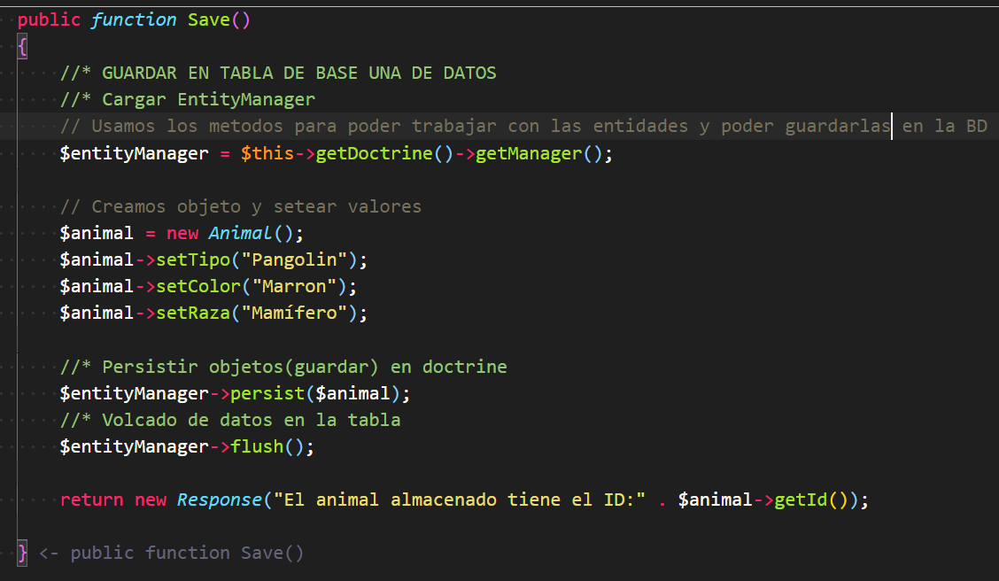 public function Save()
{
//* GUARDAR EN TABLA DE BASE UNA DE DATOS
//* Cargar EntityManager
// Usamos los metodos para poder trabajar con las entidades y poder guardarlas en la BD
$entityManager = $this->getDoctrine()->getManager();
// Creamos objeto y setear valores
$animal = new Animal();
$animal->setTipo("Pangolin");
$animal->setColor("Marron");
$animal->setRaza("Mamífero");
//* Persistir objetos(guardar) en doctrine
$entityManager->persist($animal);
//* Volcado de datos en la tabla
$entityManager->flush();
return new Response("El animal almacenado tiene el ID:" . $animal->getId());
} <- public function Save()